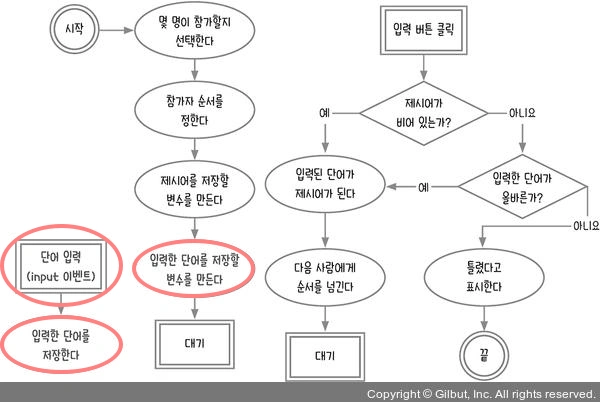 시작
몇 명이 참가할지
선택한다
참가자 순서를
정한다
제시어를 저장할
변수를 만든다
입력한 단어를 저장할
변수를 만든다
대기
단어 입력
(input 이벤트)
입력한 단어를
저장한다
입력 버튼 클릭
제시어가
비어 있는가?
예
아니요
입력된 단어가
제시어가 된다
예
입력한 단어가
올바른가?
아니요
다음 사람에게
순서를 넘긴다
틀렸다고
표시한다
대기
끝
Copyright © Gilbut, Inc. All rights reserved.